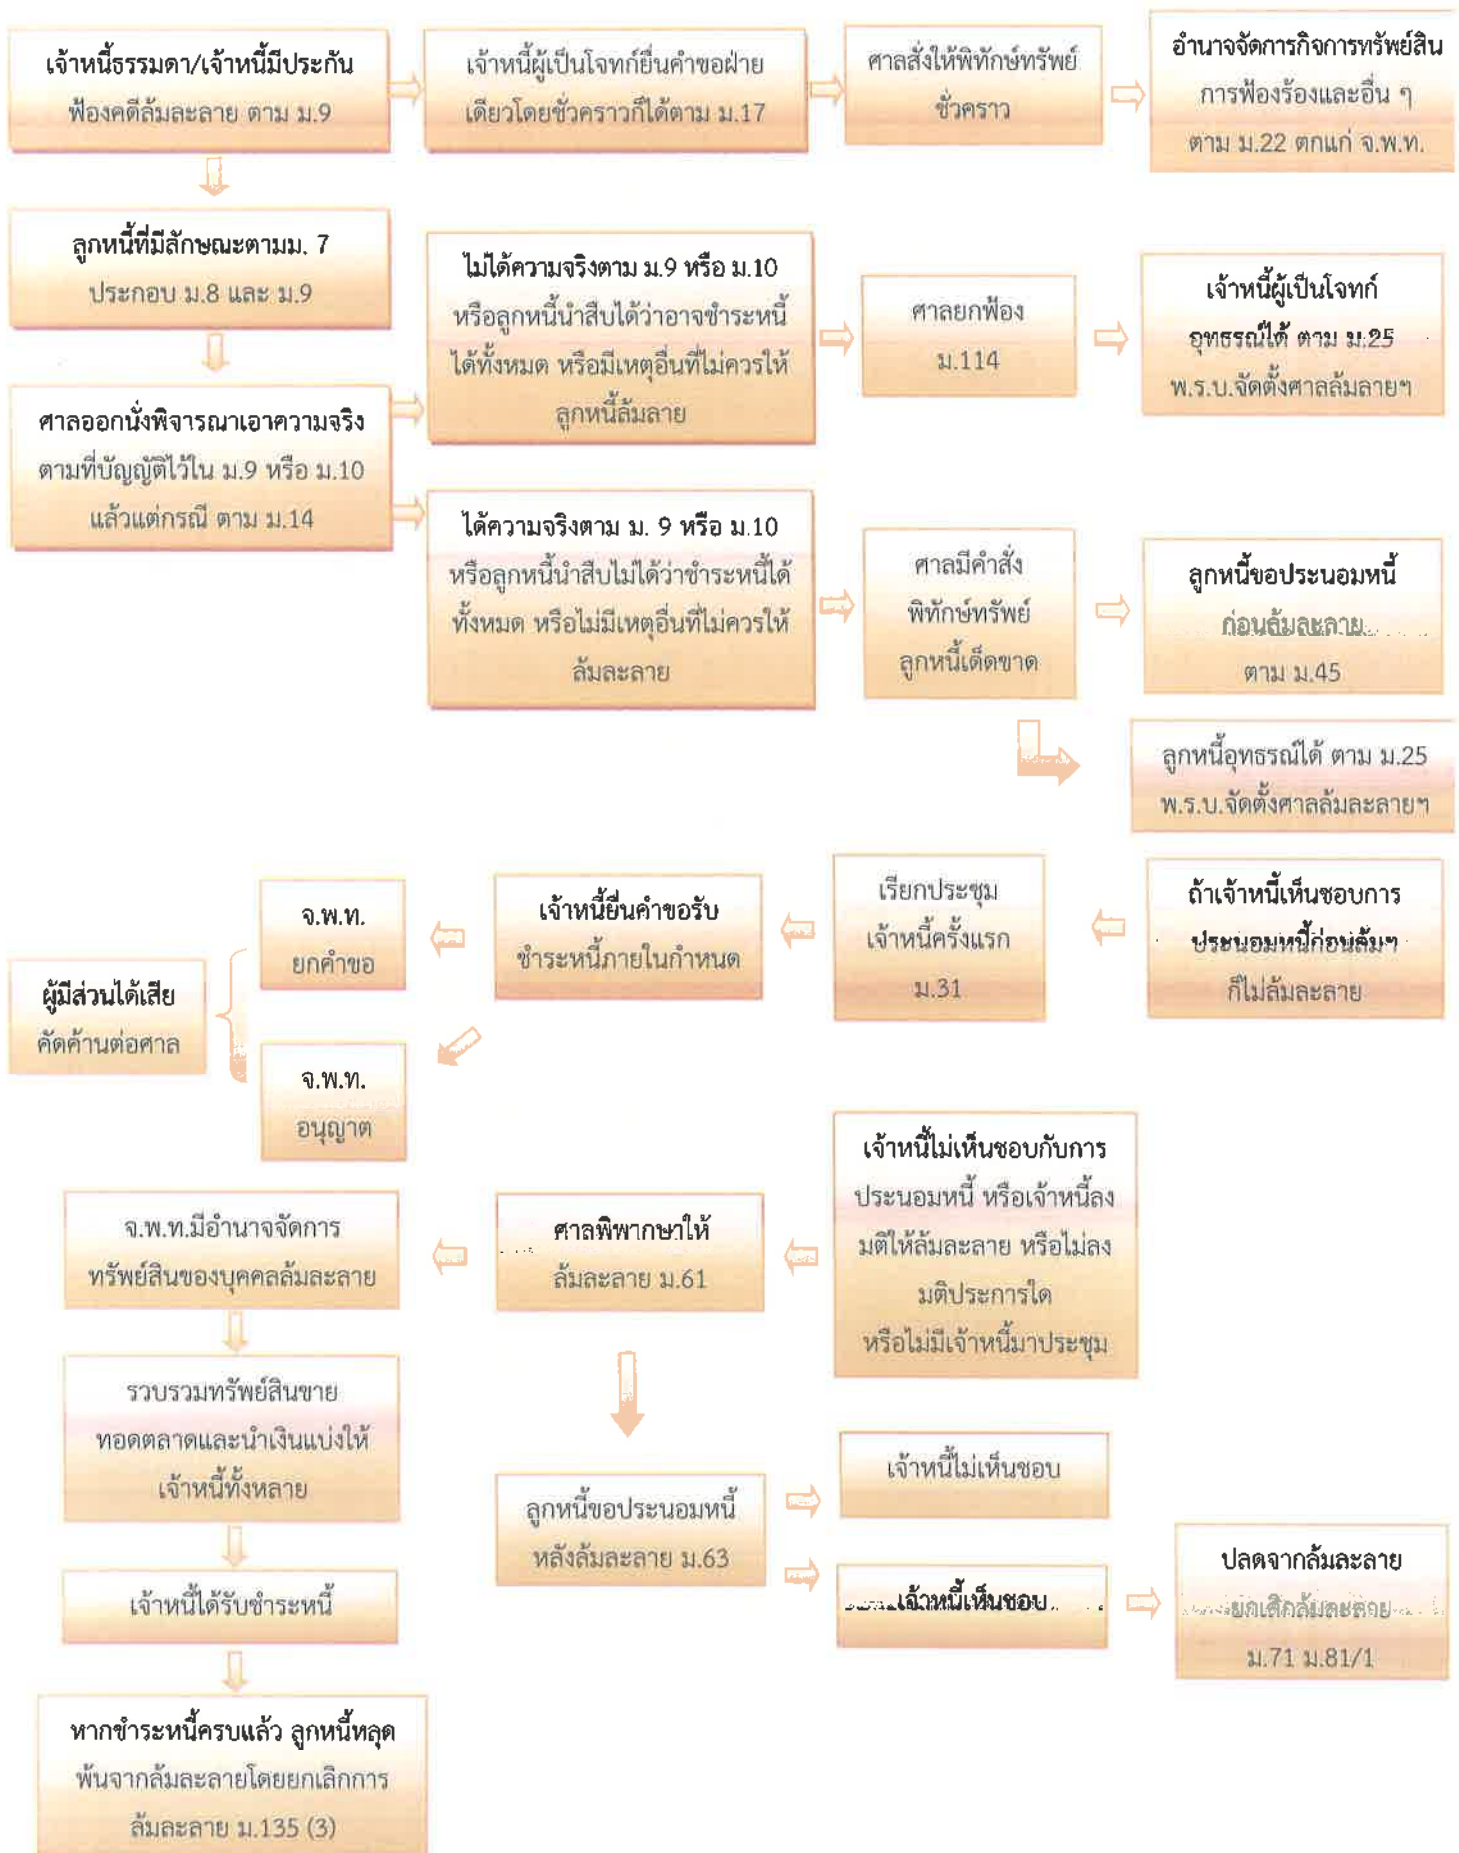 เจ้าหนี้ธรรมดา/เจ้าหนี้มีประกัน
ฟ้องคดีล้มละลาย ตาม ม.9
เจ้าหนี้ผู้เป็นโจทก์ยื่นคำขอฝ่าย
เดียวโดยชั่วคราวก็ได้ตาม ม.17
ศาลสั่งให้พิทักษ์ทรัพย์
ชั่วคราว
อำนาจจัดการกิจการทรัพย์สิน
การฟ้องร้องและอื่น ๆ
ตาม ม.22 ตกแก่ จ.พ.ท.
ลูกหนี้ที่มีลักษณะตามม. 7
ประกอบ ม.8 และ ม.9
ไม่ได้ความจริงตาม ม.9 หรือ ม.10
หรือลูกหนี้นำสืบได้ว่าอาจชำระหนี้
ได้ทั้งหมด หรือมีเหตุอื่นที่ไม่ควรให้
ลูกหนี้ล้มลาย
ศาลยกฟ้อง
ม.114
เจ้าหนี้ผู้เป็นโจทก์
อุทธรณ์ได้ ตาม ม.25
พ.ร.บ.จัดตั้งศาลล้มลายฯ
ศาลออกนั่งพิจารณาเอาความจริง
ตามที่บัญญัติไว้ใน ม.9 หรือ ม.10
แล้วแต่กรณี ตาม ม.14
ได้ความจริงตาม ม. 9 หรือ ม.10
หรือลูกหนี้นำสืบไม่ได้ว่าชำระหนี้ได้
ทั้งหมด หรือไม่มีเหตุอื่นที่ไม่ควรให้
ล้มละลาย
ศาลมีคำสั่ง
พิทักษ์ทรัพย์
ลูกหนี้เด็ดขาด
ลูกหนี้ขอประนอมหนี้
ก่อนล้มละลาย
ตาม ม.45
ลูกหนี้อุทธรณ์ได้ ตาม ม.25
พ.ร.บ.จัดตั้งศาลล้มละลายฯ
ถ้าเจ้าหนี้เห็นชอบการ
ประนอมหนี้ก่อนล้มฯ
ก็ไม่ล้มละลาย
เรียกประชุม
เจ้าหนี้ครั้งแรก
ม.31
เจ้าหนี้ยื่นคำขอรับ
ชำระหนี้ภายในกำหนด
จ.พ.ท.
ยกคำขอ
ผู้มีส่วนได้เสีย
คัดค้านต่อศาล
จ.พ.ท.
อนุญาต
เจ้าหนี้ไม่เห็นชอบกับการ
ประนอมหนี้ หรือเจ้าหนี้ลง
มติให้ล้มละลาย หรือไม่ลง
มติประการใด
หรือไม่มีเจ้าหนี้มาประชุม
ศาลพิพากษาให้
ล้มละลาย ม.61
จ.พ.ท.มีอำนาจจัดการ
ทรัพย์สินของบุคคลล้มละลาย
รวบรวมทรัพย์สินขาย
ทอดตลาดและนำเงินแบ่งให้
เจ้าหนี้ทั้งหลาย
เจ้าหนี้ได้รับชำระหนี้
หากชำระหนี้ครบแล้ว ลูกหนี้หลุด
พ้นจากล้มละลายโดยยกเลิกการ
ล้มละลาย ม.135 (3)
ลูกหนี้ขอประนอมหนี้
หลังล้มละลาย ม.63
เจ้าหนี้ไม่เห็นชอบ
เจ้าหนี้เห็นชอบ
ปลดจากล้มละลาย
ยกเลิกล้มละลาย
ม.71 ม.81/1